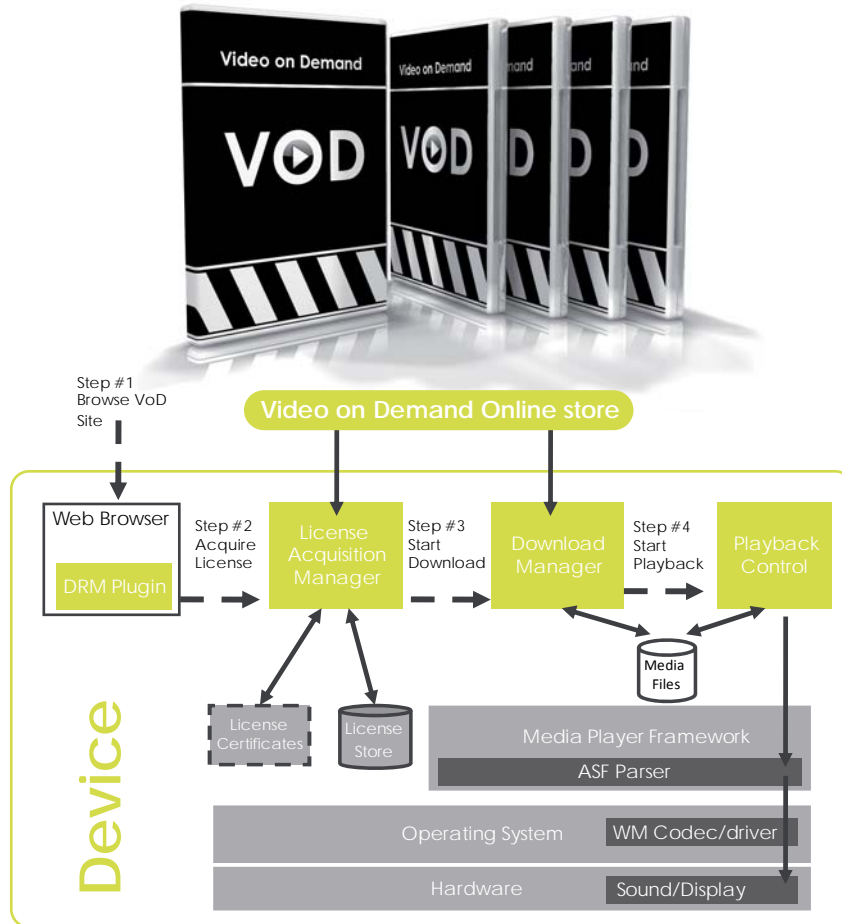 Video on Demand
VOD
Video on Demand
VOD
mand
D
and
D
nd
D
Step #1
Browse VoD
Site
Video on Demand Online store
Web Browser
DRM Plugin
Step #2
Acquire
License
License
Acquisition
Manager
Step #3
Start
Download
Download
Manager
Step #4
Start
Playback
Playback
Control
Media
Files
License
Certificates
License
Store
Device
Media Player Framework
ASF Parser
Operating System
WM Codec/driver
Hardware
Sound/Display